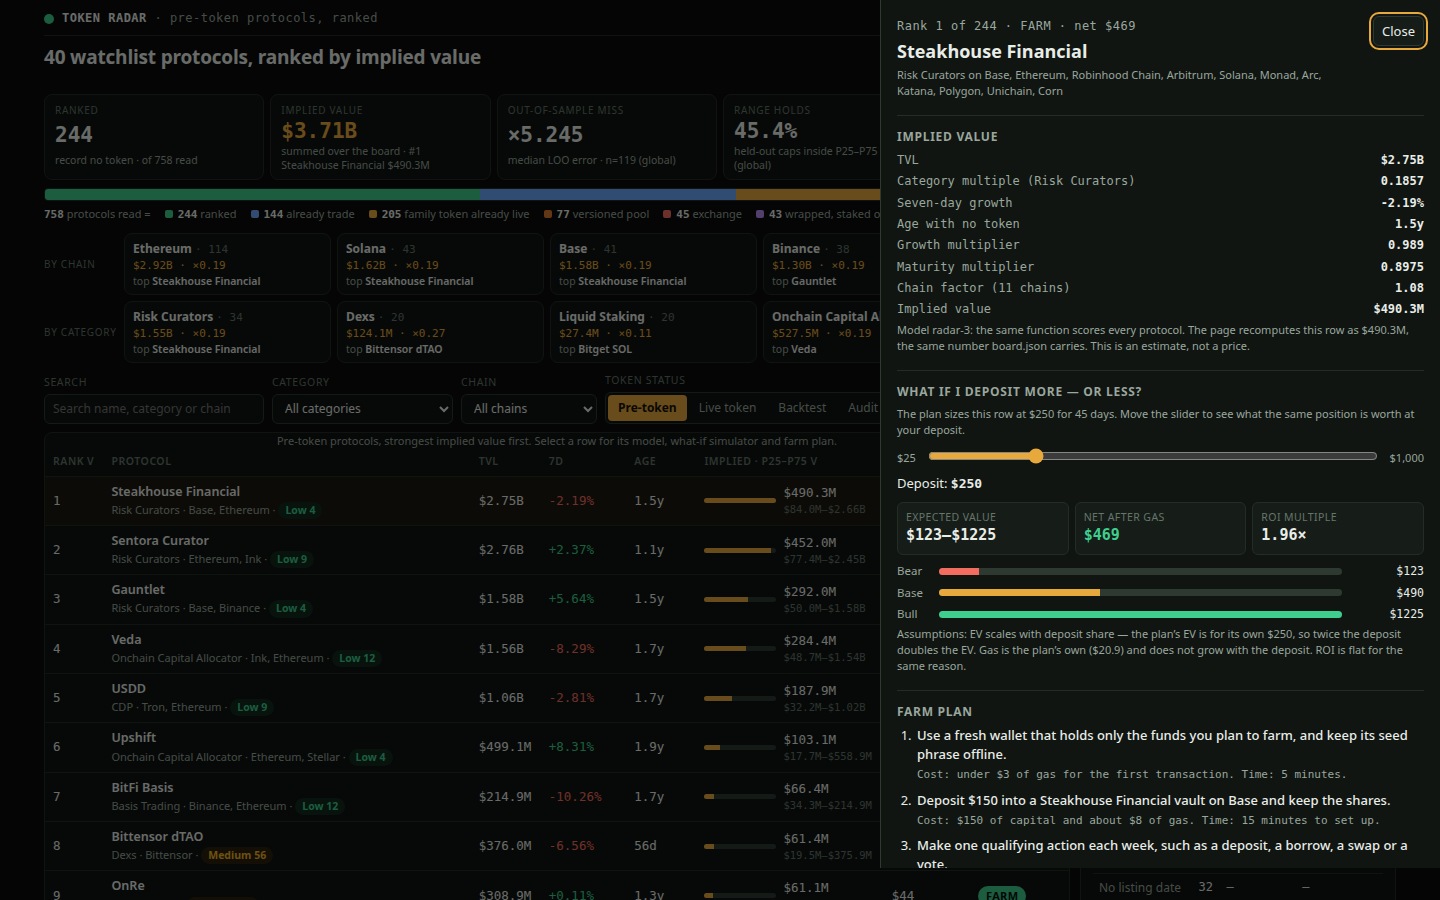 TOKEN RADAR · pre-token protocols, ranked
40 watchlist protocols, ranked by implied value
RANKED
244
record no token · of 758 read
IMPLIED VALUE
$3.71B
summed over the board · #1
Steakhouse Financial $490.3M
OUT-OF-SAMPLE MISS
×5.245
median LOO error · n=119 (global)
RANGE HOLDS
45.4%
held-out caps inside P25–P75
(global)
758 protocols read = 244 ranked 144 already trade 205 family token already live 77 versioned pool 45 exchange 43 wrapped, staked o
BY CHAIN
Ethereum · 114
$2.92B · ×0.19
top Steakhouse Financial
Solana · 43
$1.62B · ×0.19
top Steakhouse Financial
Base · 41
$1.58B · ×0.19
top Steakhouse Financial
Binance · 38
$1.30B · ×0.19
top Gauntlet
BY CATEGORY
Risk Curators · 34
$1.55B · ×0.19
top Steakhouse Financial
Dexs · 20
$124.1M · ×0.27
top Bittensor dTAO
Liquid Staking · 20
$27.4M · ×0.11
top Bitget SOL
Onchain Capital A
$527.5M · ×0.19
top Veda
SEARCH
Search name, category or chain
CATEGORY
All categories
CHAIN
All chains
TOKEN STATUS
Pre-token Live token Backtest Audit
Pre-token protocols, strongest implied value first. Select a row for its model, what-if simulator and farm plan.
RANK V PROTOCOL TVL 7D AGE IMPLIED · P25–P75 V
1 Steakhouse Financial $2.75B -2.19% 1.5y $490.3M
Risk Curators · Base, Ethereum · Low 4 $84.0M–$2.66B
2 Sentora Curator $2.76B +2.37% 1.1y $452.0M
Risk Curators · Ethereum, Ink · Low 9 $77.4M–$2.45B
3 Gauntlet $1.58B +5.64% 1.5y $292.0M
Risk Curators · Base, Binance · Low 4 $50.0M–$1.58B
4 Veda $1.56B -8.29% 1.7y $284.4M
Onchain Capital Allocator · Ink, Ethereum · Low 12 $48.7M–$1.54B
5 USDD $1.06B -2.81% 1.7y $187.9M
CDP · Tron, Ethereum · Low 9 $32.2M–$1.02B
6 Upshift $499.1M +8.31% 1.9y $103.1M
Onchain Capital Allocator · Ethereum, Stellar · Low 4 $17.7M–$558.9M
7 BitFi Basis $214.9M -10.26% 1.7y $66.4M
Basis Trading · Binance, Ethereum · Low 12 $34.3M–$214.9M
8 Bittensor dTAO $376.0M -6.56% 56d $61.4M
Dexs · Bittensor · Medium 56 $19.5M–$375.9M
9 OnRe $308.9M +0.11% 1.3y $61.1M $44 FARM
No listing date 32 – –
Rank 1 of 244 · FARM · net $469
Close
Steakhouse Financial
Risk Curators on Base, Ethereum, Robinhood Chain, Arbitrum, Solana, Monad, Arc,
Katana, Polygon, Unichain, Corn
IMPLIED VALUE
TVL $2.75B
Category multiple (Risk Curators) 0.1857
Seven-day growth -2.19%
Age with no token 1.5y
Growth multiplier 0.989
Maturity multiplier 0.8975
Chain factor (11 chains) 1.08
Implied value $490.3M
Model radar-3: the same function scores every protocol. The page recomputes this row as $490.3M,
the same number board.json carries. This is an estimate, not a price.
WHAT IF I DEPOSIT MORE — OR LESS?
The plan sizes this row at $250 for 45 days. Move the slider to see what the same position is worth at
your deposit.
$25 $1,000
Deposit: $250
EXPECTED VALUE
$123–$1225
NET AFTER GAS
$469
ROI MULTIPLE
1.96×
Bear $123
Base $490
Bull $1225
Assumptions: EV scales with deposit share — the plan's EV is for its own $250, so twice the deposit
doubles the EV. Gas is the plan's own ($20.9) and does not grow with the deposit. ROI is flat for the
same reason.
FARM PLAN
1. Use a fresh wallet that holds only the funds you plan to farm, and keep its seed
phrase offline.
Cost: under $3 of gas for the first transaction. Time: 5 minutes.
2. Deposit $150 into a Steakhouse Financial vault on Base and keep the shares.
Cost: $150 of capital and about $8 of gas. Time: 15 minutes to set up.
3. Make one qualifying action each week, such as a deposit, a borrow, a swap or a
vote.